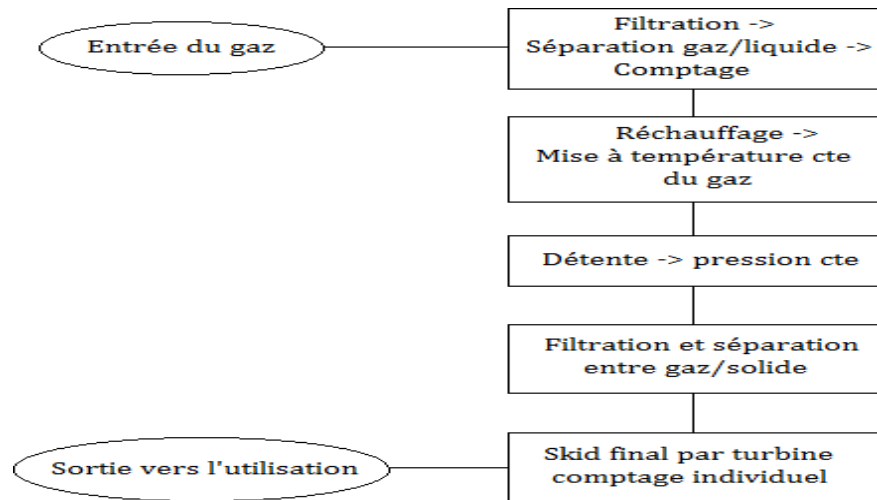 Entrée du gaz
Filtration ->
Séparation gaz/liquide ->
Comptage
Réchauffage ->
Mise à température cte
du gaz
Détente -> pression cte
Filtration et séparation
entre gaz/solide
Skid final par turbine
comptage individuel
Sortie vers l'utilisation